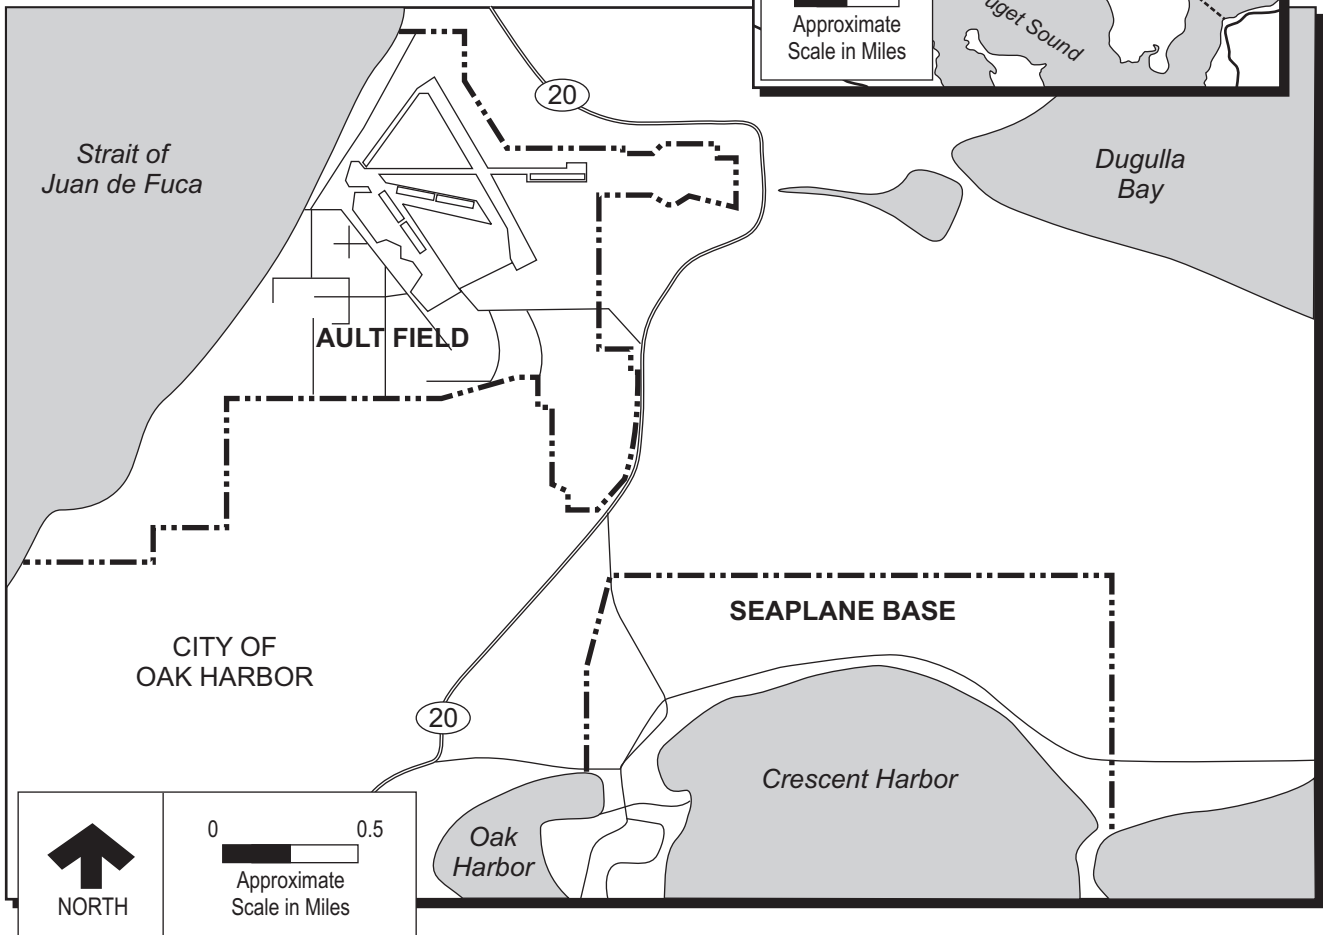 Approximate
Scale in Miles
uget Sound
20
Strait of
Juan de Fuca
Dugulla
Bay
AULT FIELD
SEAPLANE BASE
CITY OF
OAK HARBOR
20
Crescent Harbor
Oak
Harbor
0 0.5
Approximate
Scale in Miles
NORTH